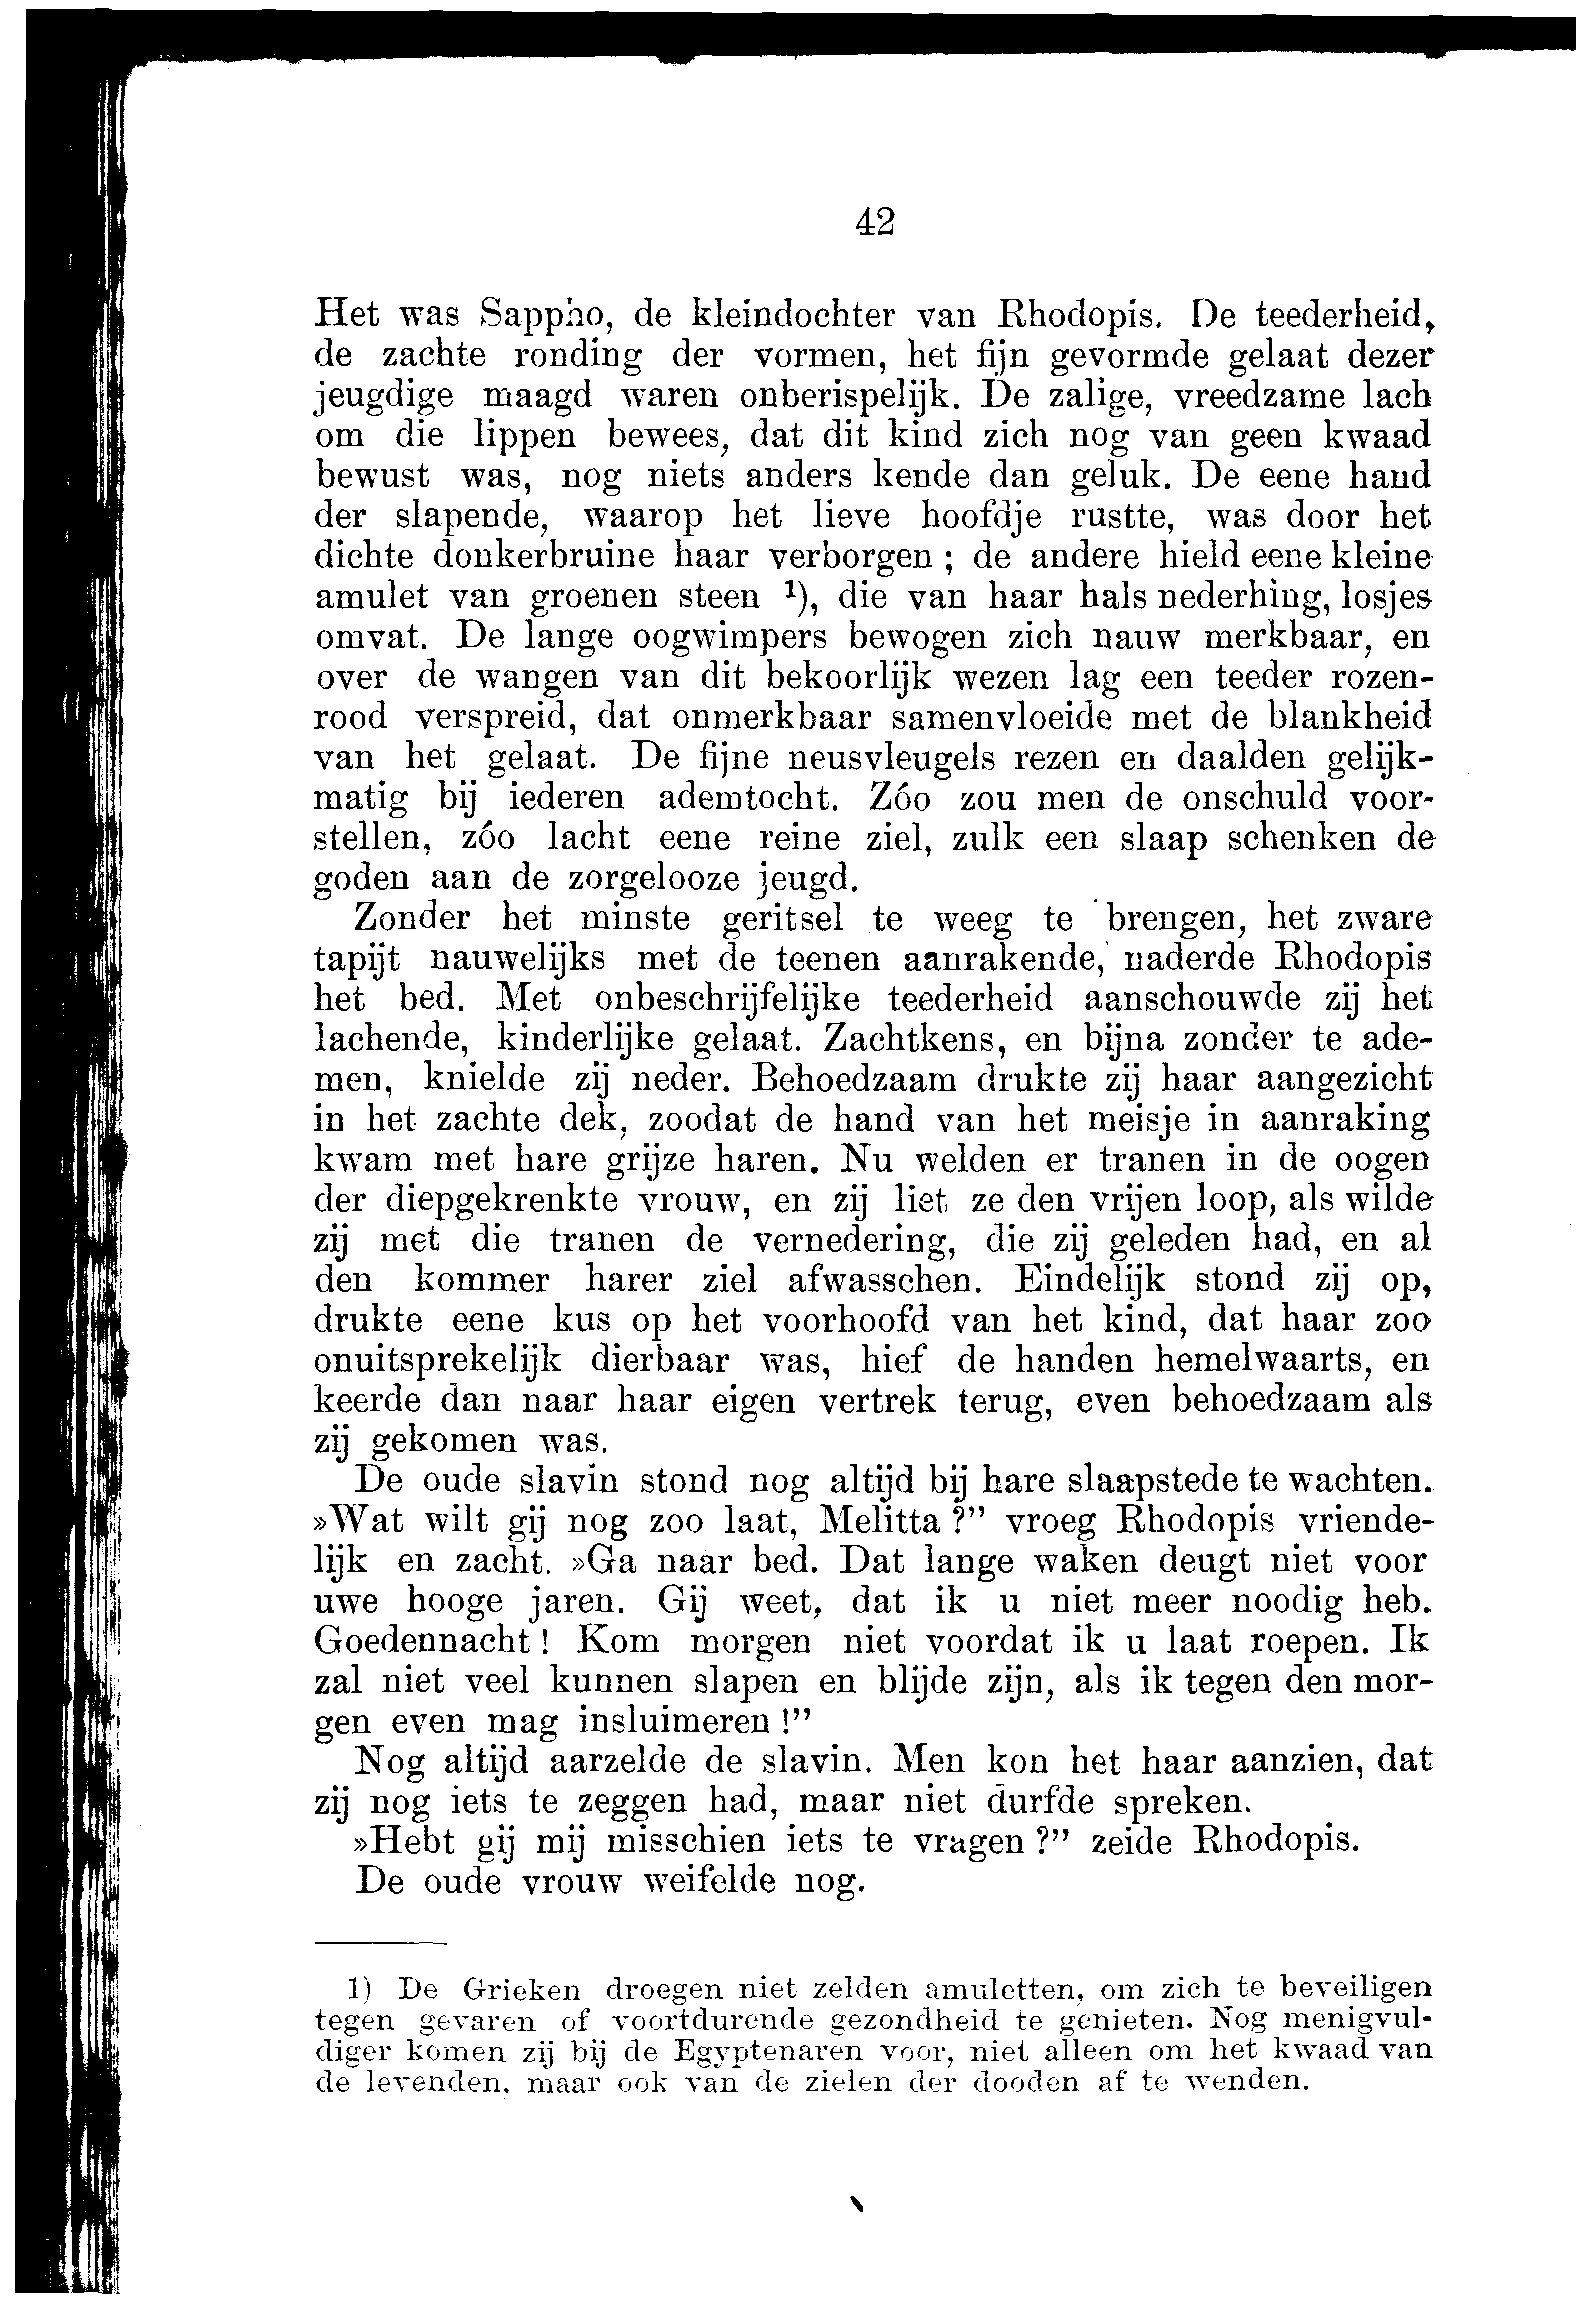 42
Het was Sappho, de kleindochter van Rhodopis. De teederheid,
de zachte ronding der vormen, het fijn gevormde gelaat dezer
jeugdige maagd waren onberispelijk. De zalige, vreedzame lach
om die lippen bewees, dat dit kind zich nog van geen kwaad
bewust was, nog niets anders kende dan geluk. De eene hand
der slapende, waarop het lieve hoofdje rustte, was door het
dichte donkerbruine haar verborgen ; de andere hield eene kleine
amulet van groenen steen ¹), die van haar hals nederhing, losjes
omvat. De lange oogwimpers bewogen zich nauw merkbaar, en
over de wangen van dit bekoorlijk wezen lag een teeder rozen-
rood verspreid, dat onmerkbaar samenvloeide met de blankheid
van het gelaat. De fijne neusvleugels rezen en daalden gelijk-
matig bij iederen ademtocht. Zóo zou men de onschuld voor-
stellen, zóo lacht eene reine ziel, zulk een slaap schenken de
goden aan de zorgelooze jeugd.
Zonder het minste geritsel te weeg te brengen, het zware
tapijt nauwelijks met de teenen aanrakende, naderde Rhodopis
het bed. Met onbeschrijfelijke teederheid aanschouwde zij het
lachende, kinderlijke gelaat. Zachtkens, en bijna zonder te ade-
men, knielde zij neder. Behoedzaam drukte zij haar aangezicht
in het zachte dek, zoodat de hand van het meisje in aanraking
kwam met hare grijze haren. Nu welden er tranen in de oogen
der diepgekrenkte vrouw, en zij liet ze den vrijen loop, als wilde
zij met die tranen de vernedering, die zij geleden had, en al
den kommer harer ziel afwasschen. Eindelijk stond zij op,
drukte eene kus op het voorhoofd van het kind, dat haar zoo
onuitsprekelijk dierbaar was, hief de handen hemelwaarts, en
keerde dan naar haar eigen vertrek terug, even behoedzaam als
zij gekomen was.
De oude slavin stond nog altijd bij hare slaapstede te wachten.
»Wat wilt gij nog zoo laat, Melitta ?” vroeg Rhodopis vriende-
lijk en zacht. »Ga naar bed. Dat lange waken deugt niet voor
uwe hooge jaren. Gij weet, dat ik u niet meer noodig heb.
Goedennacht ! Kom morgen niet voordat ik u laat roepen. Ik
zal niet veel kunnen slapen en blijde zijn, als ik tegen den mor-
gen even mag insluimeren !”
Nog altijd aarzelde de slavin. Men kon het haar aanzien, dat
zij nog iets te zeggen had, maar niet durfde spreken.
»Hebt gij mij misschien iets te vragen ?” zeide Rhodopis.
De oude vrouw weifelde nog.
1) De Grieken droegen niet zelden amuletten, om zich te beveiligen
tegen gevaren of voortdurende gezondheid te genieten. Nog menigvul-
diger komen zij bij de Egyptenaren voor, niet alleen om het kwaad van
de levenden, maar ook van de zielen der dooden af te wenden.